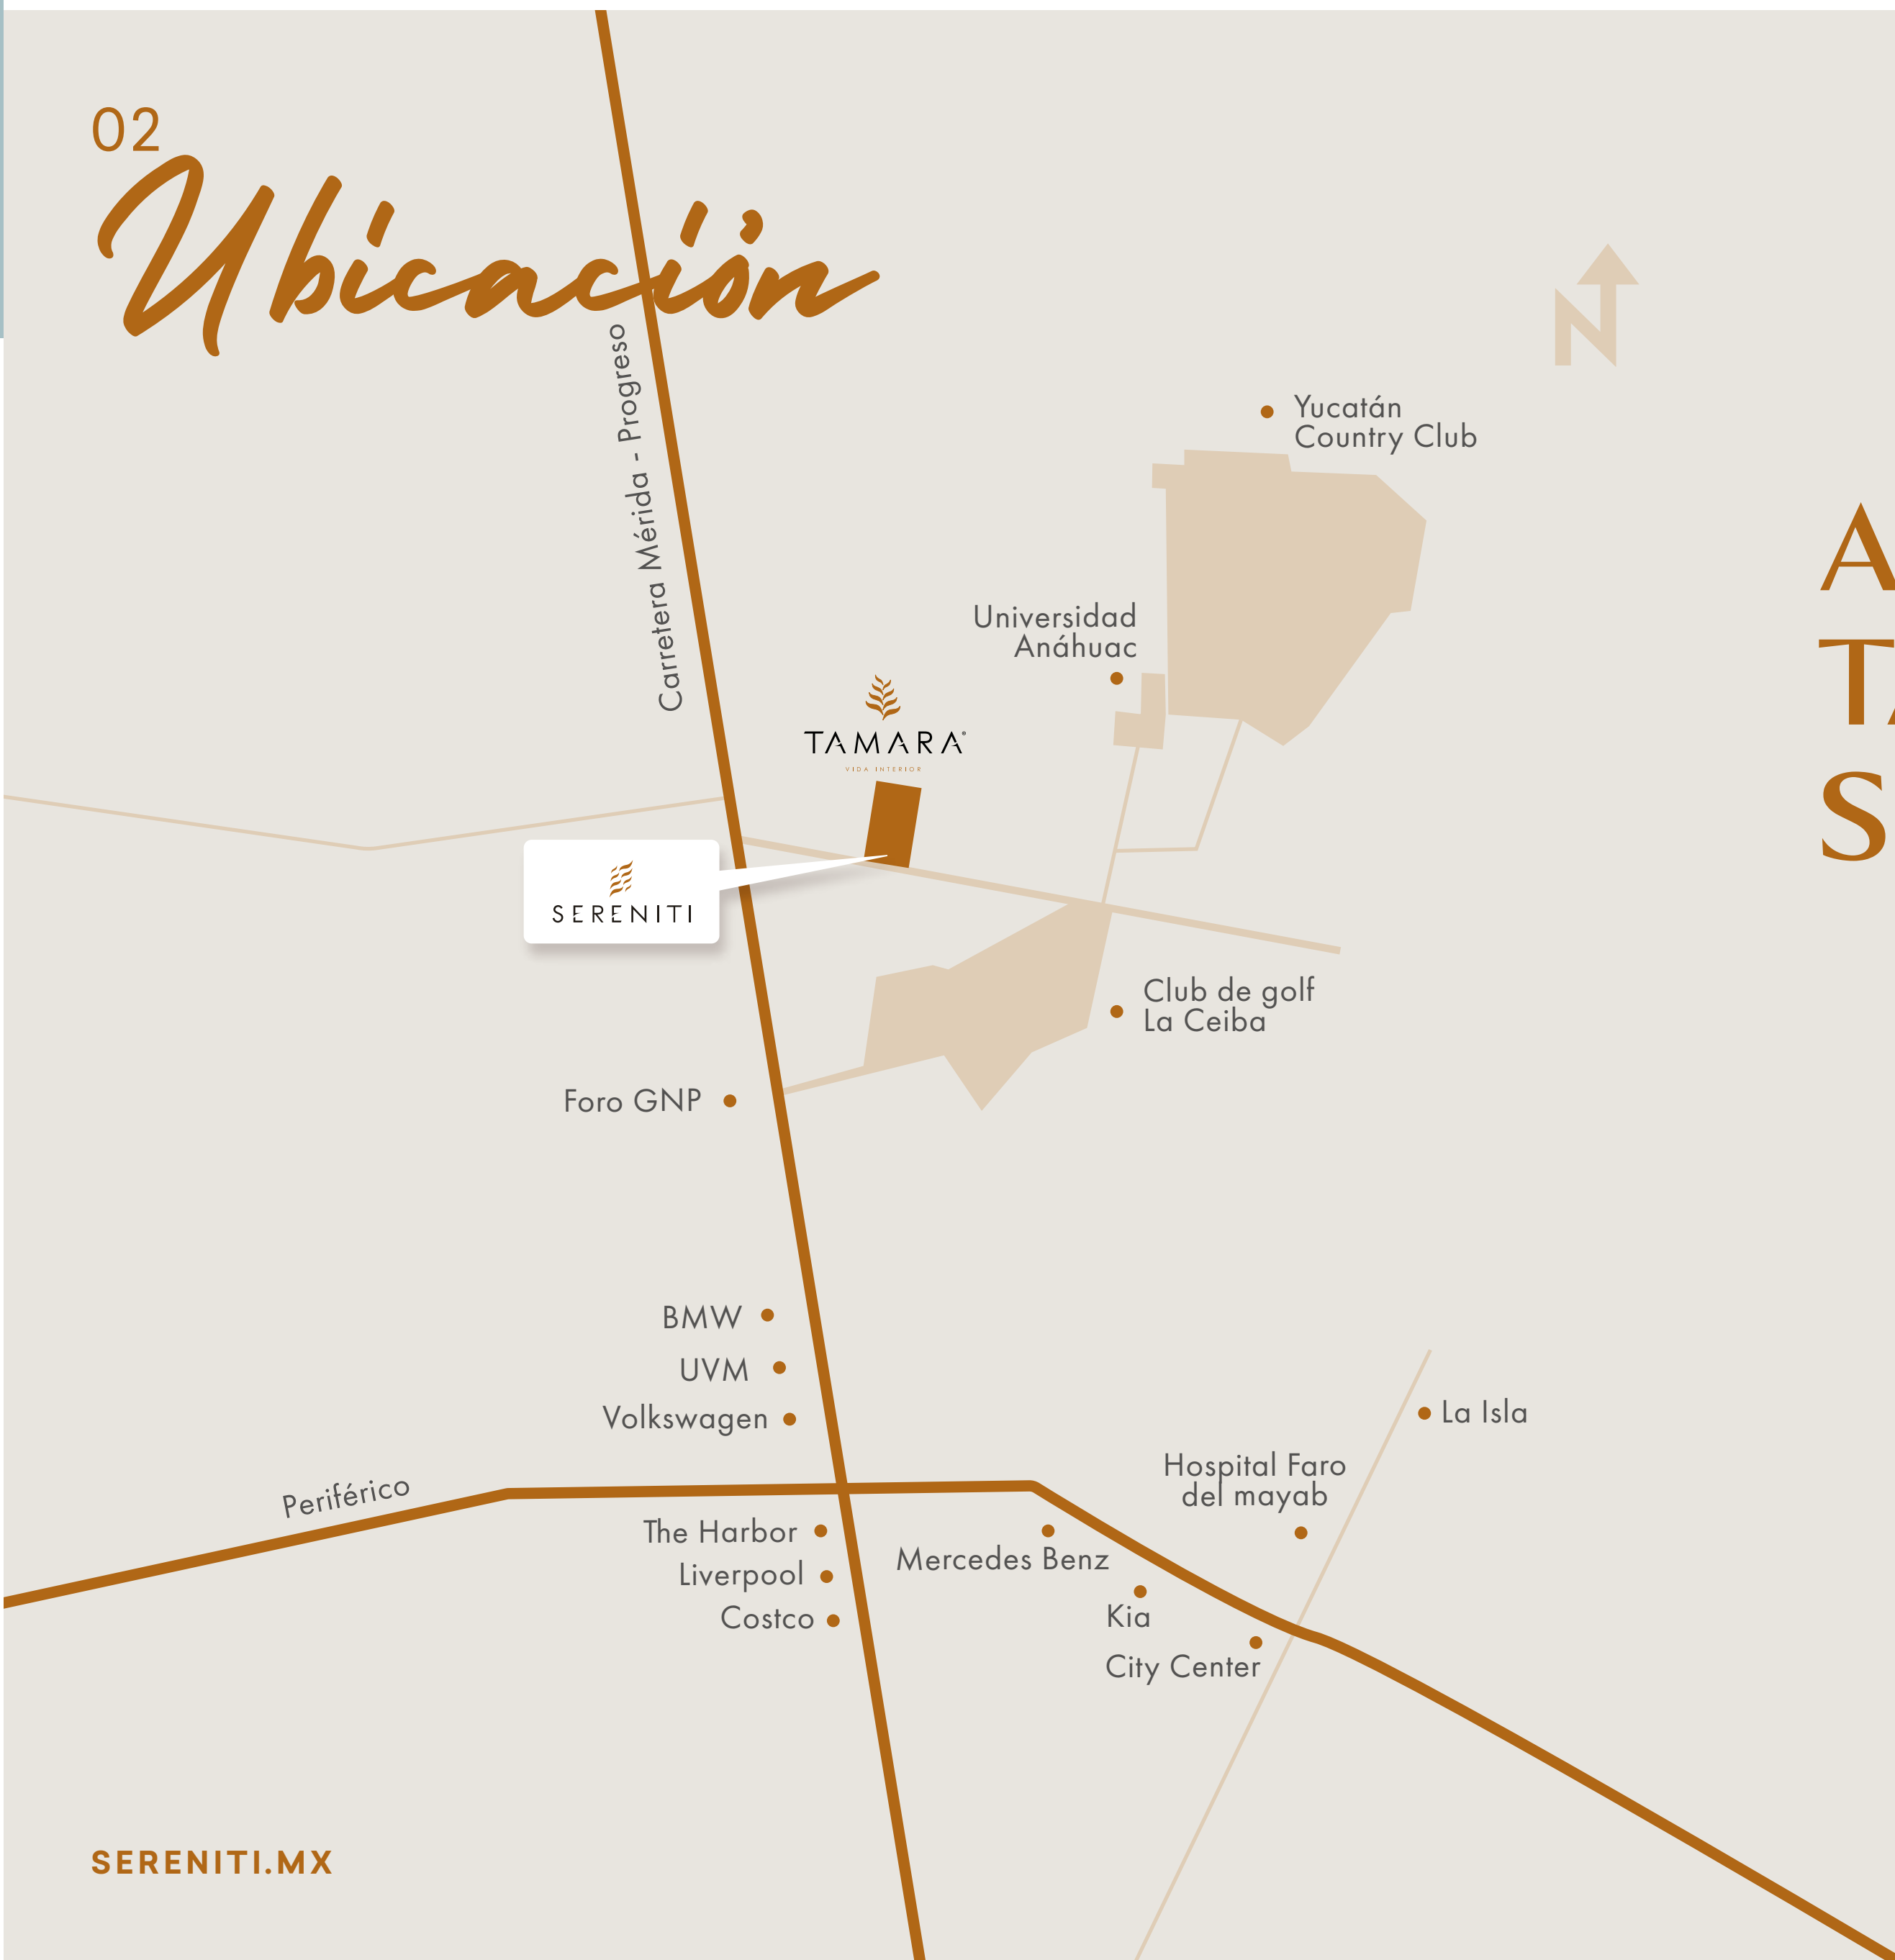 02
Ubicación
Carretera Mérida - Progreso
Yucatán
Country Club
Universidad
Anáhuac
TAMARA®
VIDA INTERIOR
SERENITI
Club de golf
La Ceiba
Foro GNP
BMW
UVM
Volkswagen
La Isla
Hospital Faro
del mayab
Periférico
The Harbor
Liverpool
Costco
Mercedes Benz
Kia
City Center
SERENITI.MX
N
A
TA
S